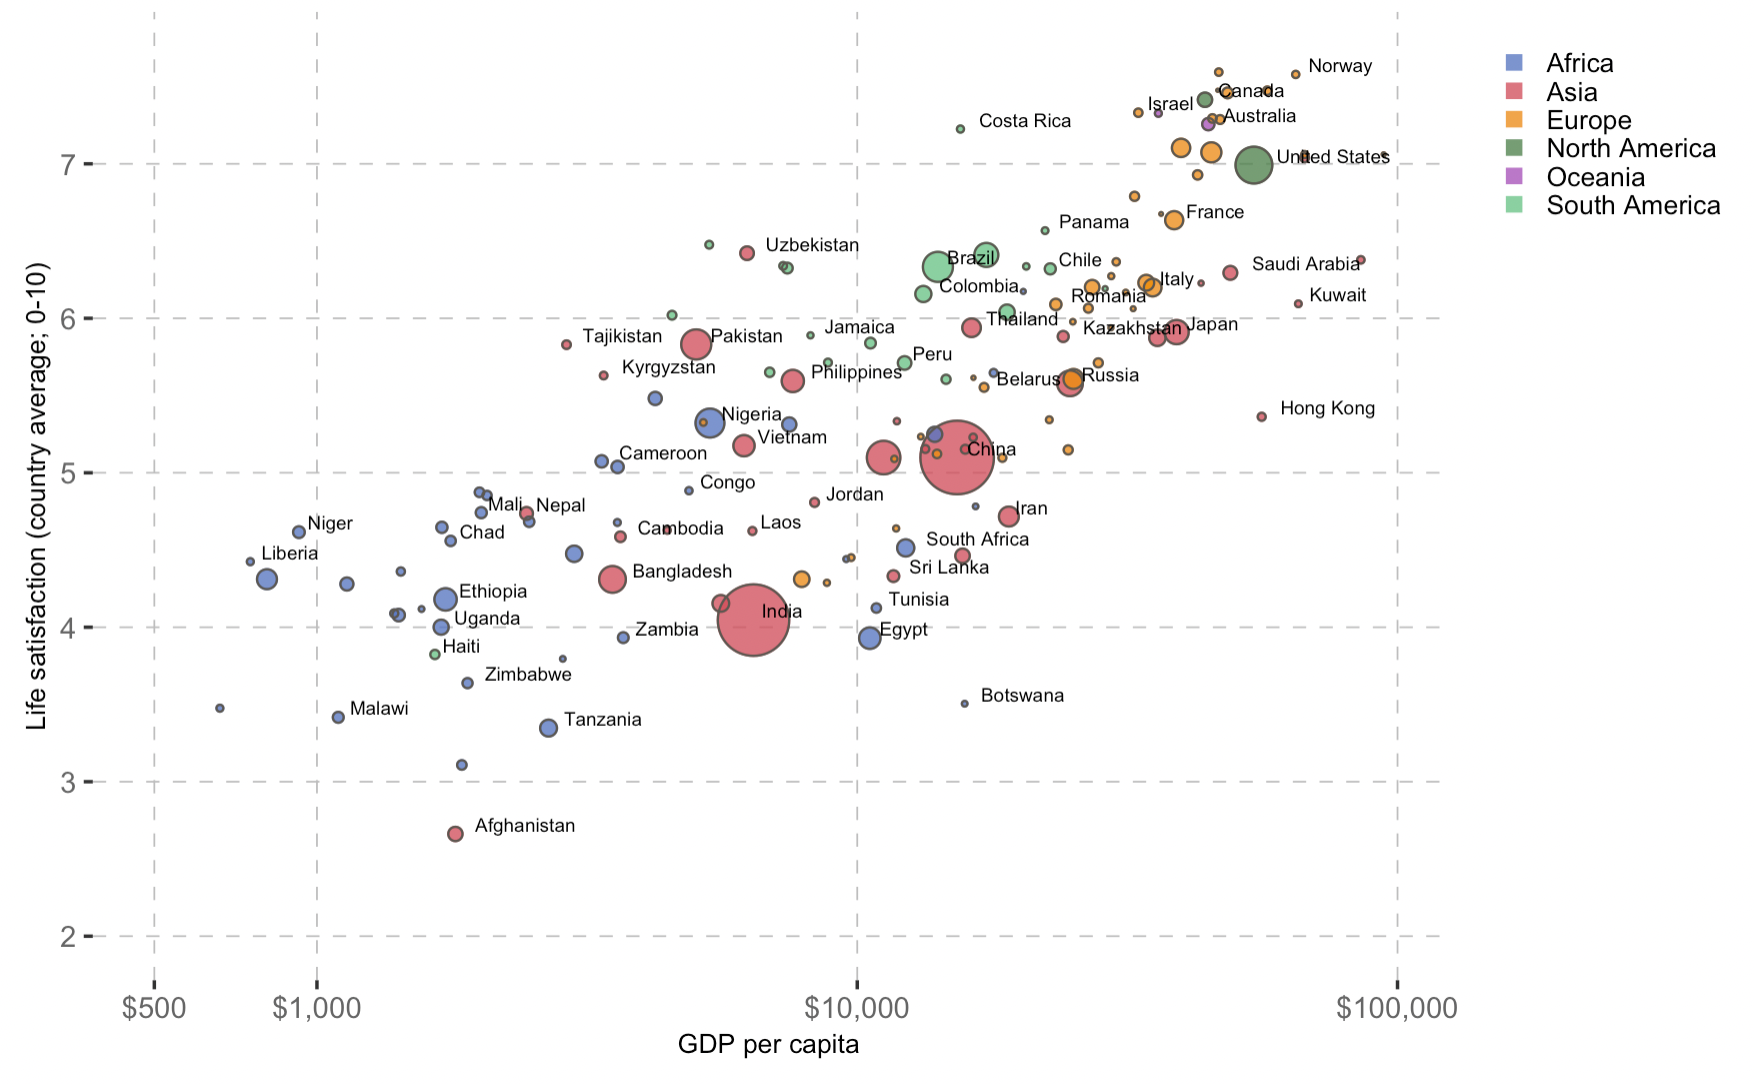 Norway
Canada
Israel
Australia
Costa Rica
United States
France
Panama
Uzbekistan
Brazil
Chile
Saudi Arabia
Italy
Colombia
Romania
Kuwait
Thailand
Kazakhstan
Japan
Jamaica
Tajikistan
Pakistan
Peru
Kyrgyzstan
Philippines
Belarus
Russia
Hong Kong
Nigeria
Vietnam
Cameroon
China
Congo
Jordan
Mali
Nepal
Iran
Niger
Chad
Cambodia
Laos
South Africa
Liberia
Bangladesh
Sri Lanka
Ethiopia
Tunisia
Uganda
India
Zambia
Egypt
Haiti
Zimbabwe
Botswana
Malawi
Tanzania
Afghanistan
7
6
5
4
3
2
Life satisfaction (country average; 0-10)
$500
$1,000
$10,000
$100,000
GDP per capita
Africa
Asia
Europe
North America
Oceania
South America